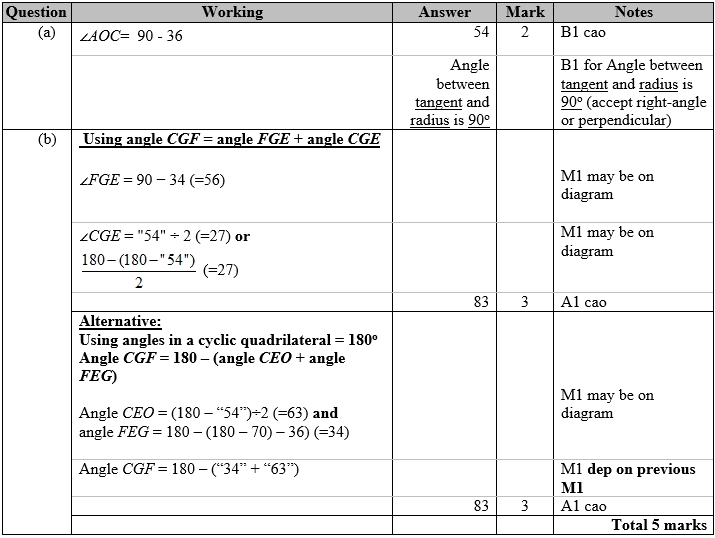 Question Working Answer Mark Notes
(a) ∠AOC= 90 - 36 54 2 B1 cao
Angle
between
tangent and
radius is 90º
B1 for Angle between
tangent and radius is
90º (accept right-angle
or perpendicular)
(b) Using angle CGF = angle FGE + angle CGE
∠FGE = 90 – 34 (=56)
M1 may be on
diagram
∠CGE = "54" ÷ 2 (=27) or
180 – (180 – "54")
2
(=27)
M1 may be on
diagram
83 3 A1 cao
Alternative:
Using angles in a cyclic quadrilateral = 180º
Angle CGF = 180 – (angle CEO + angle
FEG)
Angle CEO = (180 – “54”)÷2 (=63) and
angle FEG = 180 – (180 – 70) – 36) (=34)
M1 may be on
diagram
Angle CGF = 180 – (“34” + “63”)
M1 dep on previous
M1
83 3 A1 cao
Total 5 marks